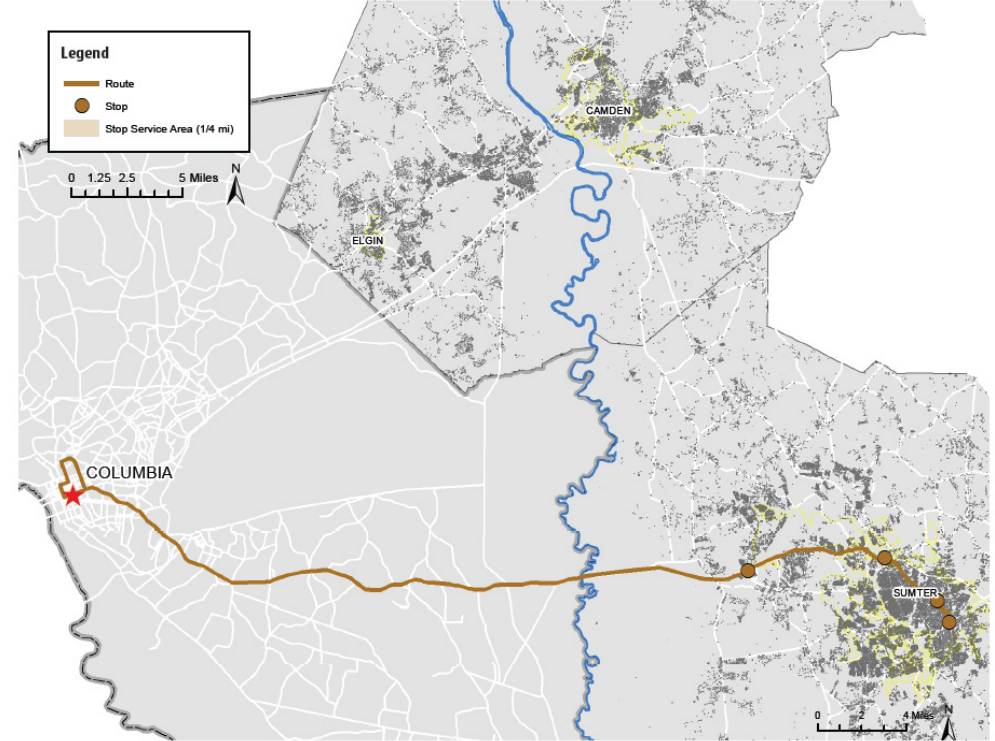 Legend
Route
Stop
Stop Service Area (1/4 mi)
0 1.25 2.5 5 Miles
N
CAMDEN
ELGIN
COLUMBIA
SUMTER
0 2 4 Miles
N